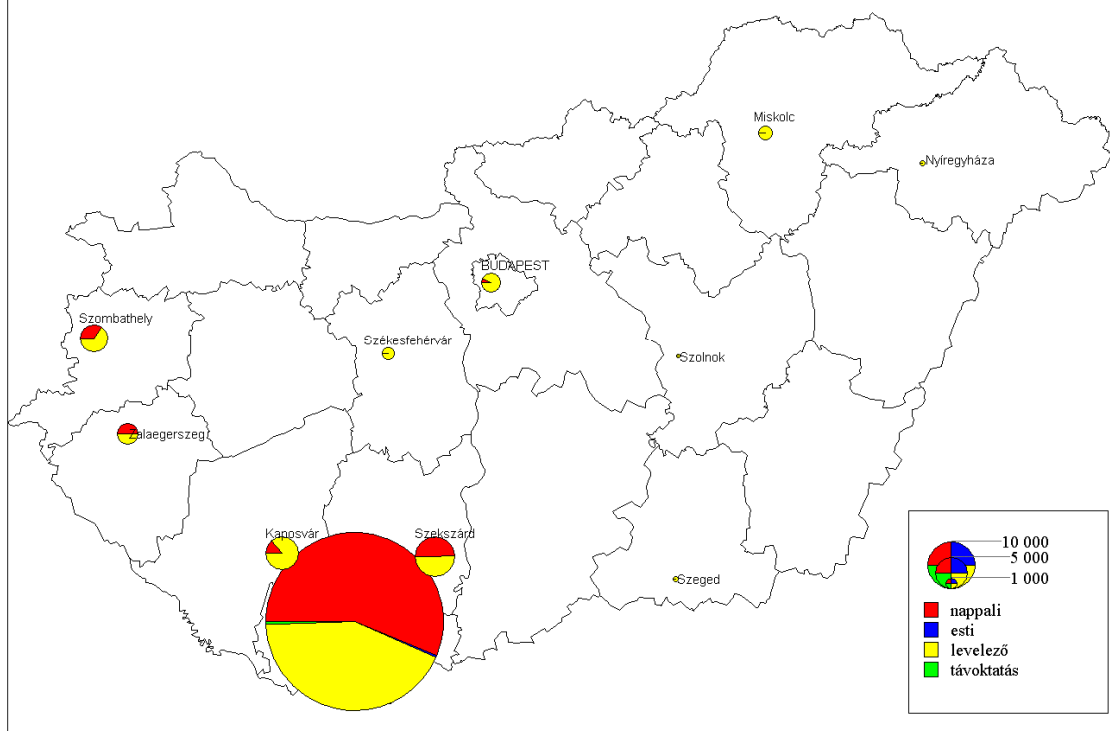 Miskolc
Nyíregyháza
BUDAPEST
Szombathely
Székesfehérvár
Szolnok
Zalaegerszeg
Kaposvár
Szekszárd
Szeged
10 000
5 000
1 000
nappali
esti
levelező
távoktatás